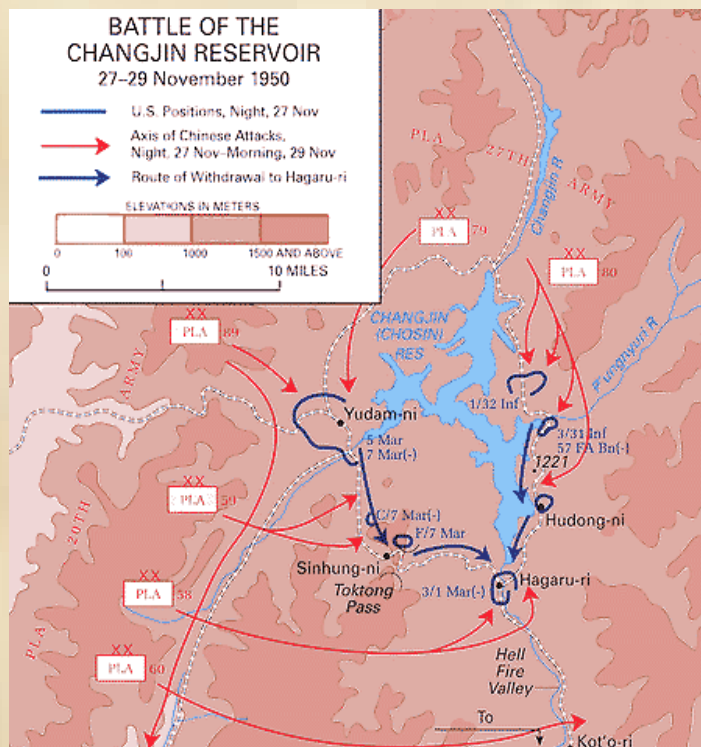 BATTLE OF THE
CHANGJIN RESERVOIR
27–29 November 1950
U.S. Positions, Night, 27 Nov
Axis of Chinese Attacks,
Night, 27 Nov–Morning, 29 Nov
Route of Withdrawal to Hagaru-ri
ELEVATIONS IN METERS
0 100 1000 1500 AND ABOVE
0 10 MILES
PLA 27TH ARMY
Changjin R
XX
PLA 79
XX
PLA 80
XX
PLA 89
CHANGJIN
(CHOSIN)
RES
PLA 20TH ARMY
1/32 Inf
Yudam-ni
5 Mar
7 Mar(-)
3/31 Inf
57 FA Bn(-)
1221
XX
PLA 59
C/7 Mar(-)
F/7 Mar
Hudong-ni
Sinhung-ni
Toktong
Pass
Hagaru-ri
3/1 Mar(-)
XX
PLA 58
XX
PLA 60
Hell
Fire
Valley
To
Kot'o-ri